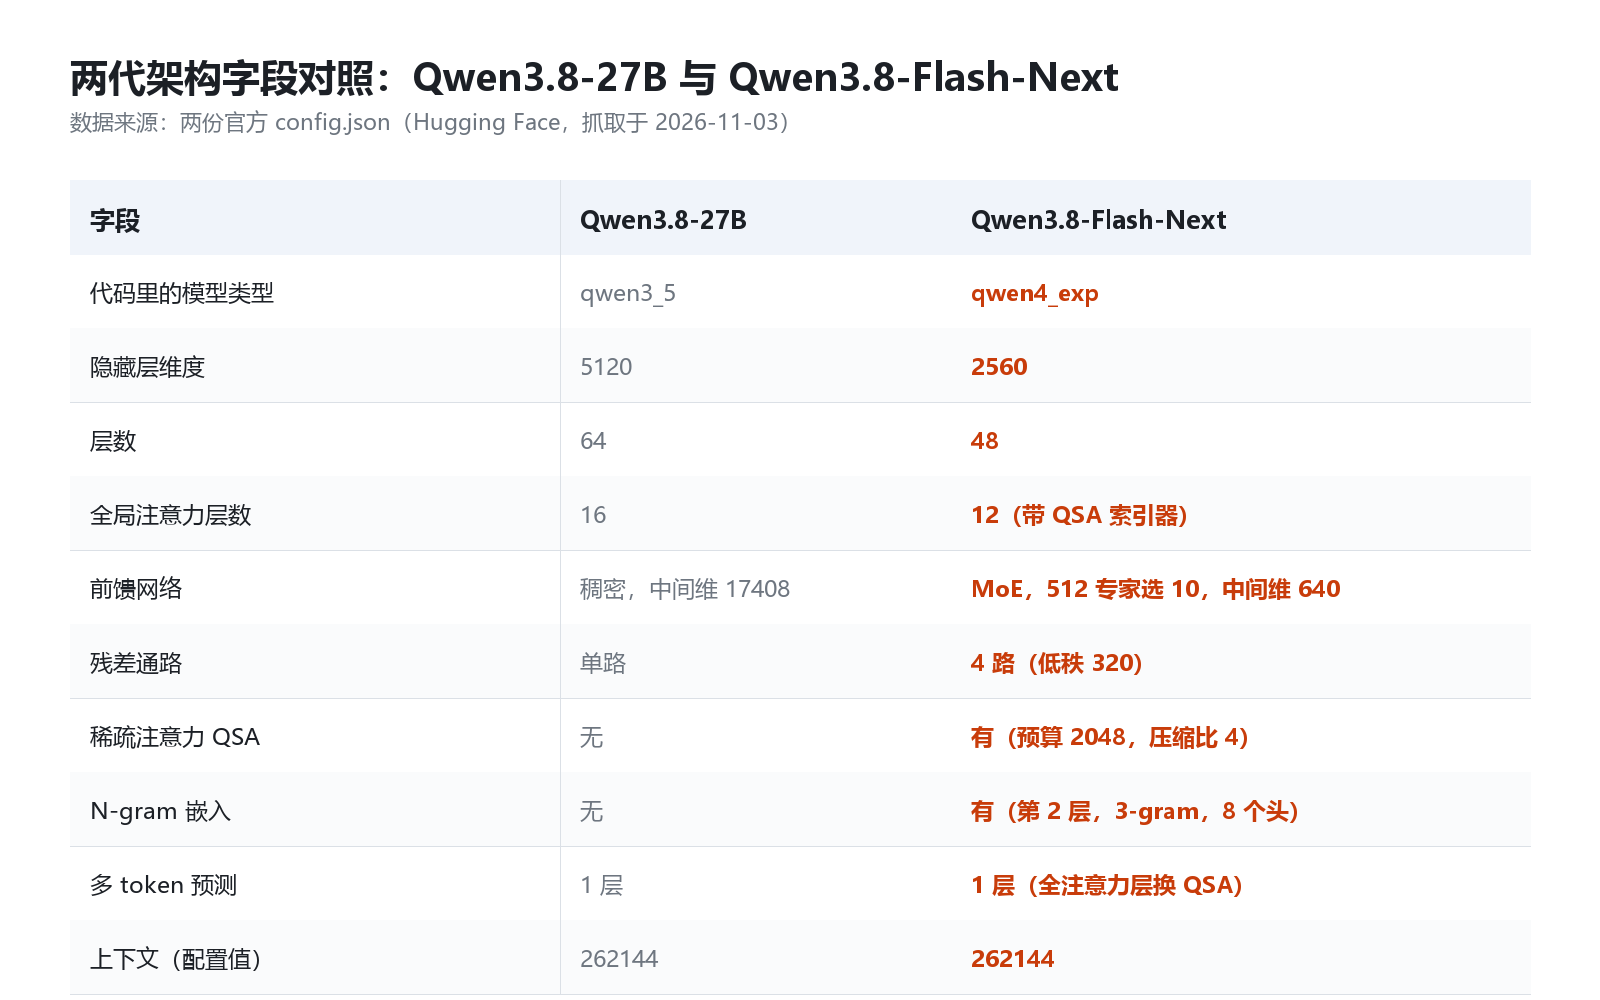 两代架构字段对照：Qwen3.8-27B 与 Qwen3.8-Flash-Next
数据来源：两份官方 config.json（Hugging Face，抓取于 2026-11-03）
字段 Qwen3.8-27B Qwen3.8-Flash-Next
代码里的模型类型 qwen3_5 qwen4_exp
隐藏层维度 5120 2560
层数 64 48
全局注意力层数 16 12（带 QSA 索引器）
前馈网络 稠密，中间维 17408 MoE，512 专家选 10，中间维 640
残差通路 单路 4 路（低秩 320）
稀疏注意力 QSA 无 有（预算 2048，压缩比 4）
N-gram 嵌入 无 有（第 2 层，3-gram，8 个头）
多 token 预测 1 层 1 层（全注意力层换 QSA）
上下文（配置值） 262144 262144